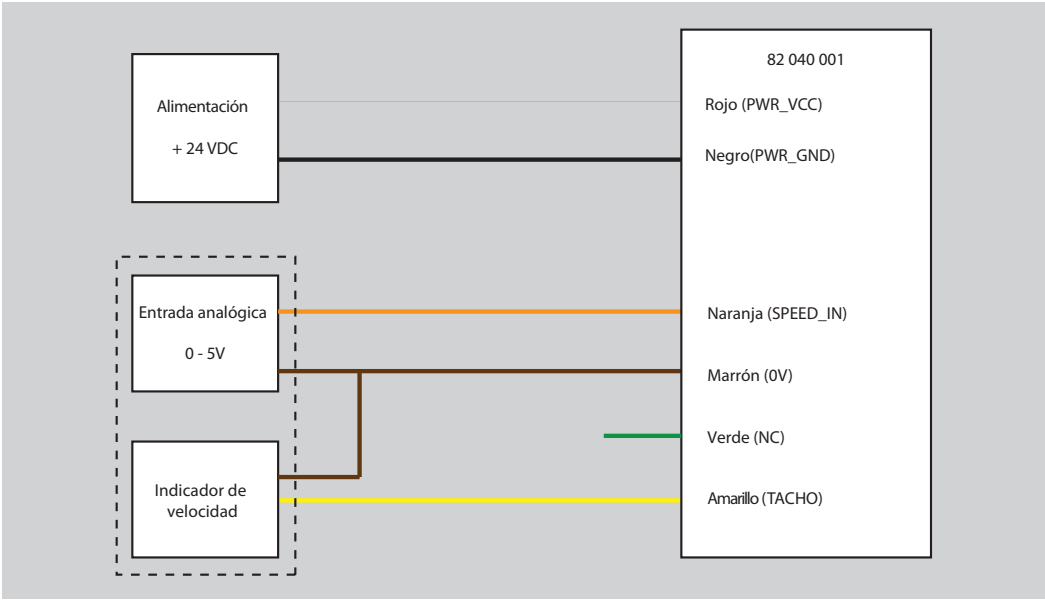 82 040 001
Alimentación
Rojo (PWR_VCC)
+ 24 VDC
Negro(PWR_GND)
Entrada analógica
Naranja (SPEED_IN)
0 - 5V
Marrón (0V)
Verde (NC)
Indicador de
velocidad
Amarillo (TACHO)